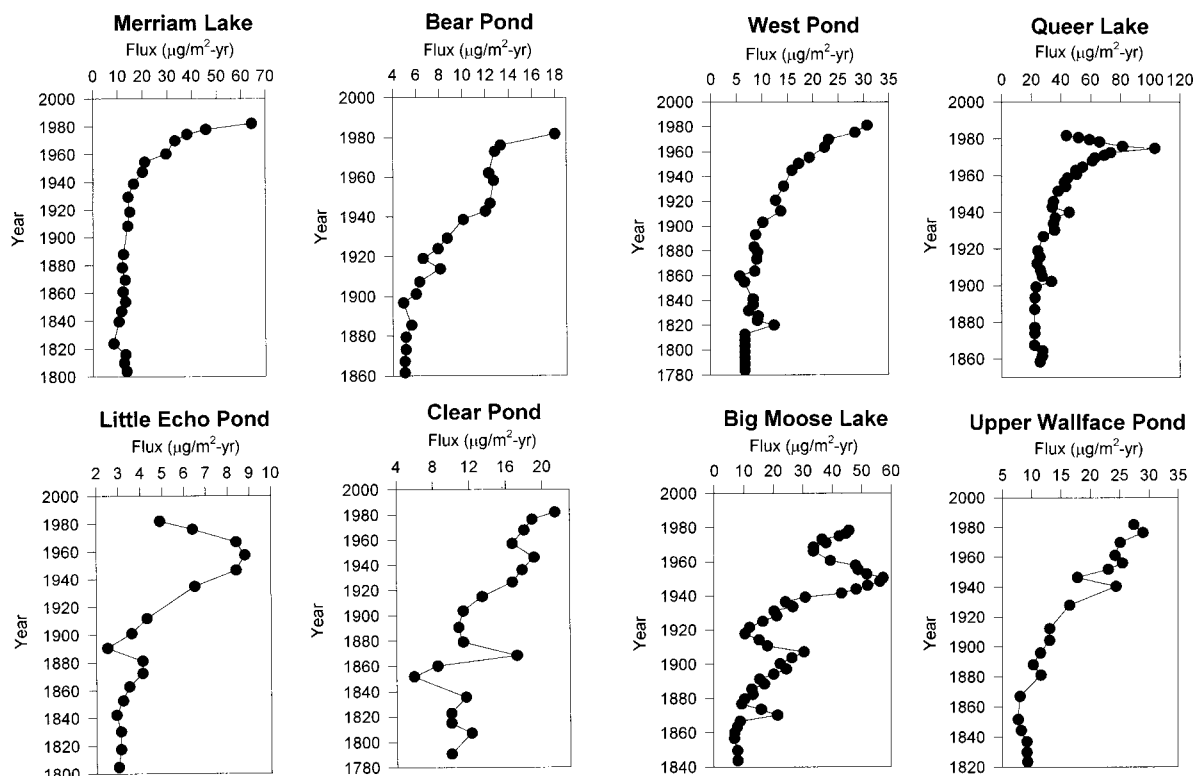 Merriam Lake
Flux (µg/m²-yr)
0 10 20 30 40 50 60 70
2000
1980
1960
1940
1920
1900
1880
1860
1840
1820
1800
Year
Bear Pond
Flux (µg/m²-yr)
4 6 8 10 12 14 16 18
2000
1980
1960
1940
1920
1900
1880
1860
Year
West Pond
Flux (µg/m²-yr)
0 5 10 15 20 25 30 35
2000
1980
1960
1940
1920
1900
1880
1860
1840
1820
1800
1780
Year
Queer Lake
Flux (µg/m²-yr)
0 20 40 60 80 100 120
2000
1980
1960
1940
1920
1900
1880
1860
Year
Little Echo Pond
Flux (µg/m²-yr)
2 3 4 5 6 7 8 9 10
2000
1980
1960
1940
1920
1900
1880
1860
1840
1820
1800
Year
Clear Pond
Flux (µg/m²-yr)
4 8 12 16 20
2000
1980
1960
1940
1920
1900
1880
1860
1840
1820
1800
1780
Year
Big Moose Lake
Flux (µg/m²-yr)
0 10 20 30 40 50 60
2000
1980
1960
1940
1920
1900
1880
1860
1840
Year
Upper Wallface Pond
Flux (µg/m²-yr)
5 10 15 20 25 30 35
2000
1980
1960
1940
1920
1900
1880
1860
1840
1820
Year